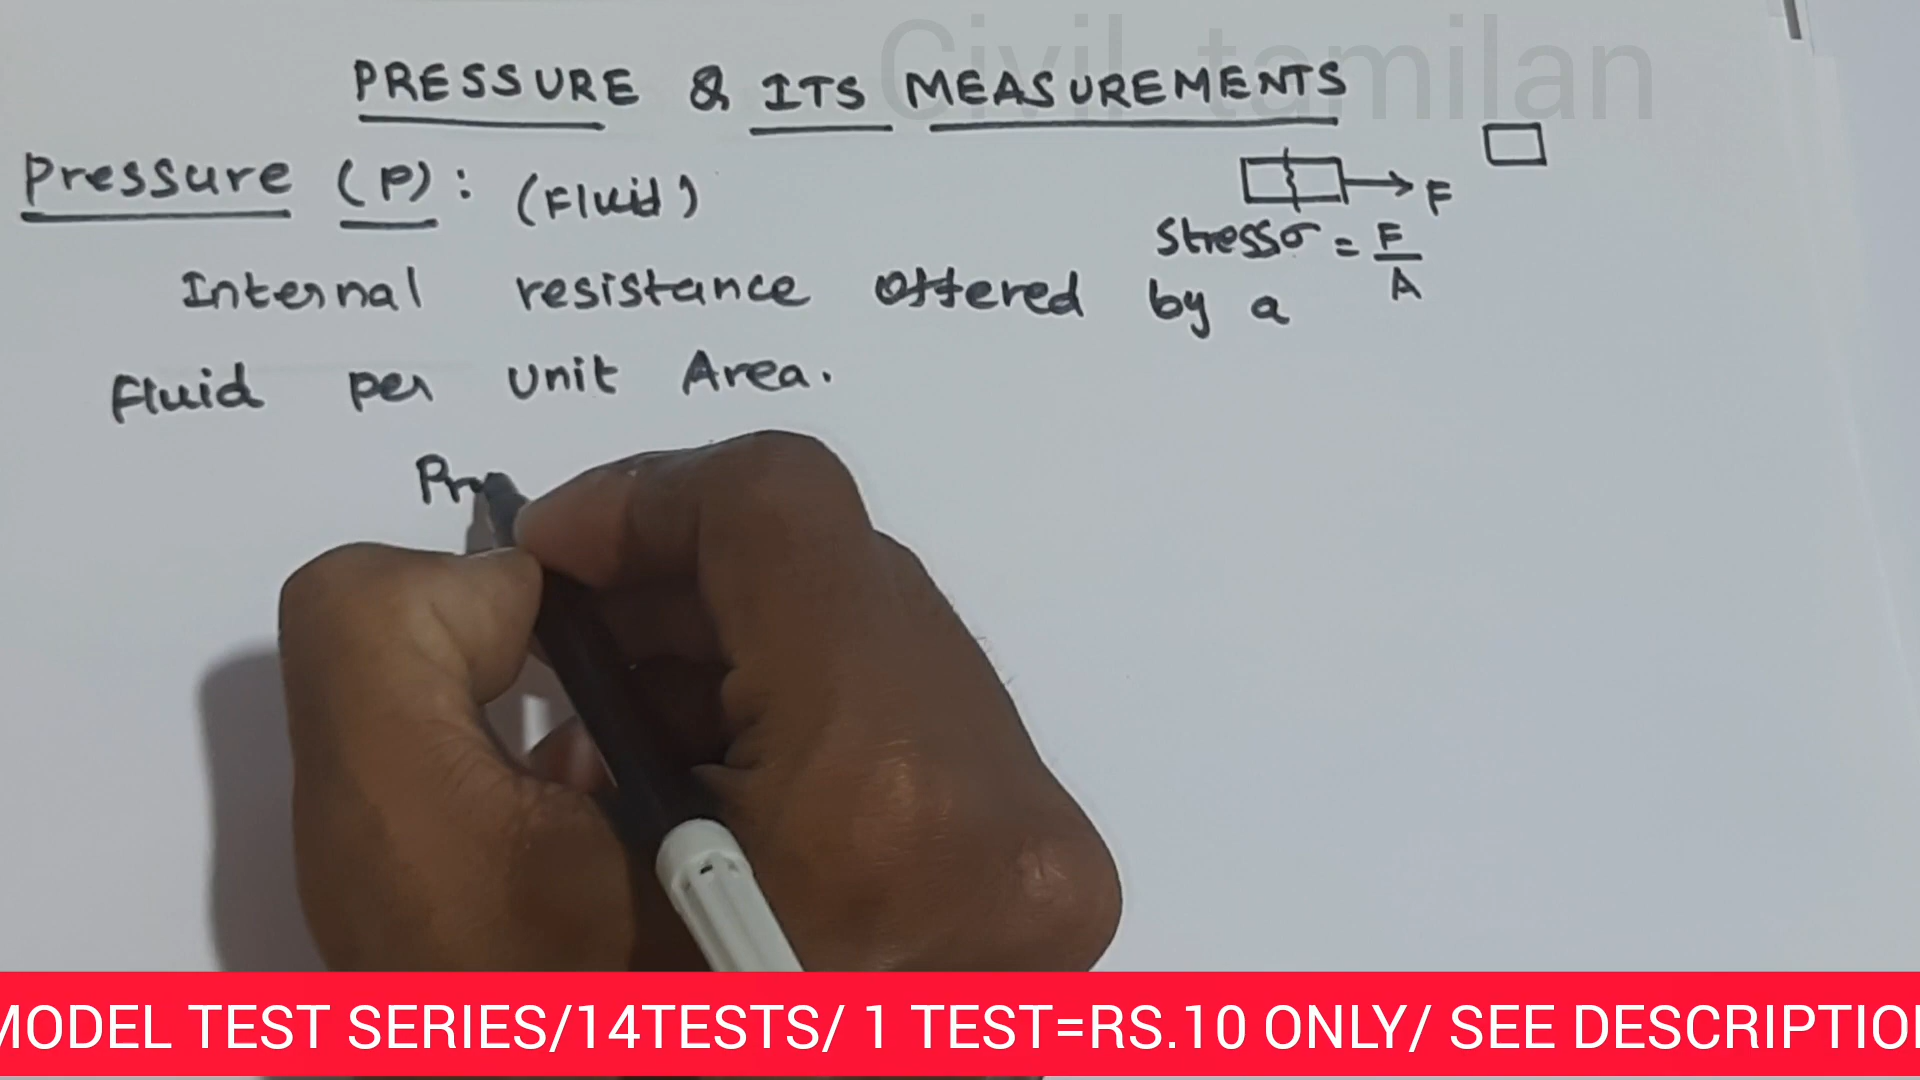 Civil tamilan
PRESSURE & ITS MEASUREMENTS
Pressure (P): (Fluid)
F
Stress σ = F/A
Internal resistance offered by a
Fluid per unit Area.
Pre
MODEL TEST SERIES/14TESTS/ 1 TEST=RS.10 ONLY/ SEE DESCRIPTIO